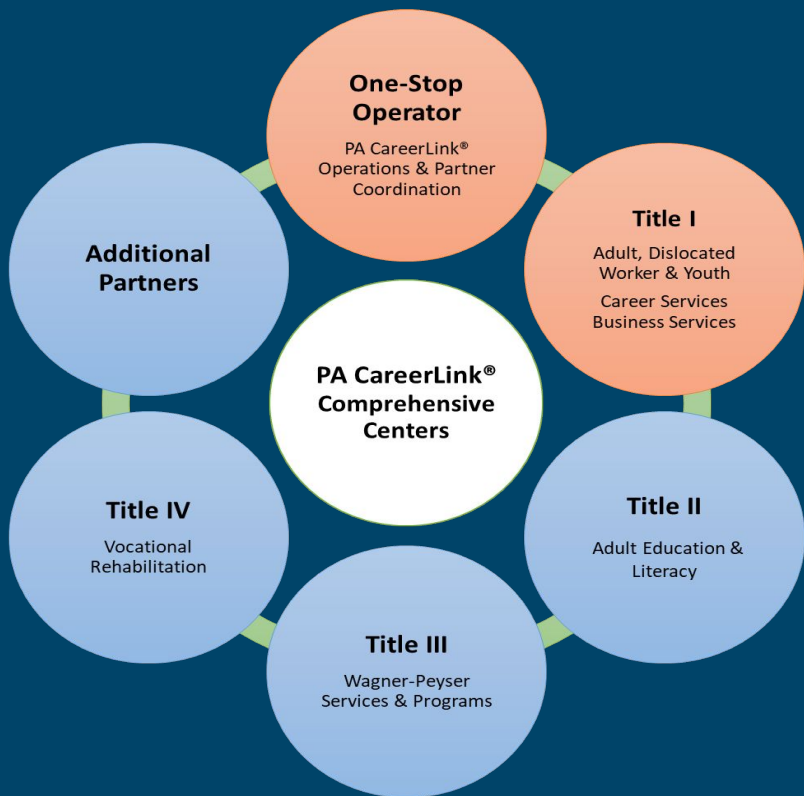 One-Stop
Operator
PA CareerLink®
Operations & Partner
Coordination
Title I
Adult, Dislocated
Worker & Youth
Career Services
Business Services
Title II
Adult Education &
Literacy
Title III
Wagner-Peyser
Services & Programs
Title IV
Vocational
Rehabilitation
Additional
Partners
PA CareerLink®
Comprehensive
Centers